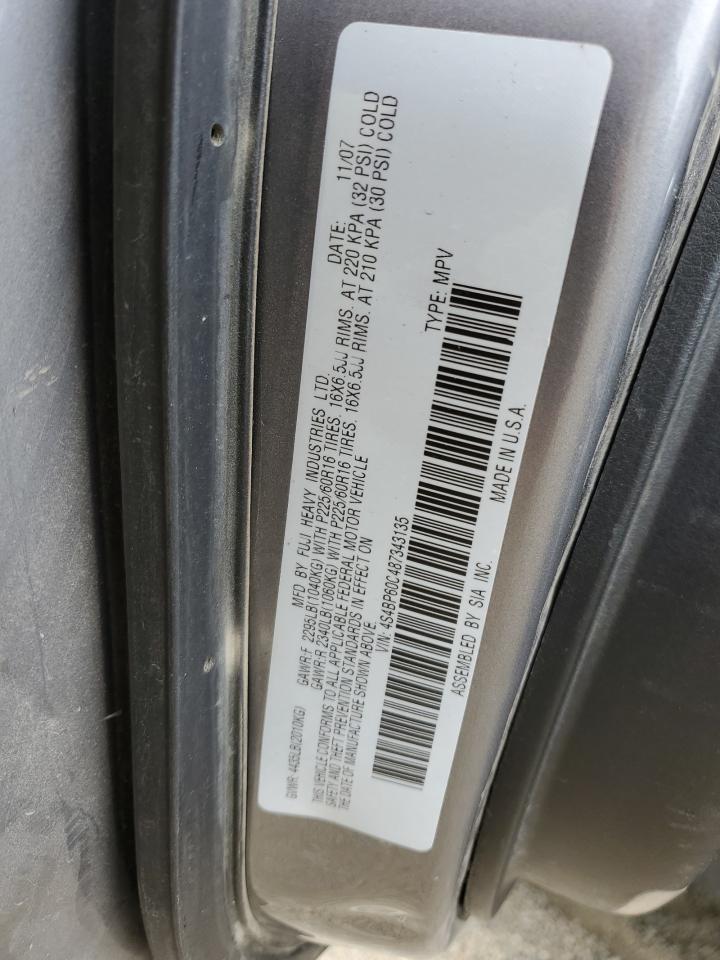 MFD BY FUJI HEAVY INDUSTRIES LTD. DATE: 11/07
GVWR: 4435LB(2010KG) GAWR:F 2295LB(1040KG) WITH P225/60R16 TIRES. 16X6.5JJ RIMS. AT 220 KPA (32 PSI) COLD
GAWR:R 2340LB(1060KG) WITH P225/60R16 TIRES. 16X6.5JJ RIMS. AT 210 KPA (30 PSI) COLD
THIS VEHICLE CONFORMS TO ALL APPLICABLE FEDERAL MOTOR VEHICLE
SAFETY AND THEFT PREVENTION STANDARDS IN EFFECT ON
THE DATE OF MANUFACTURE SHOWN ABOVE.
VIN: 4S4BP60C487343135 TYPE: MPV
ASSEMBLED BY SIA INC. MADE IN U.S.A.